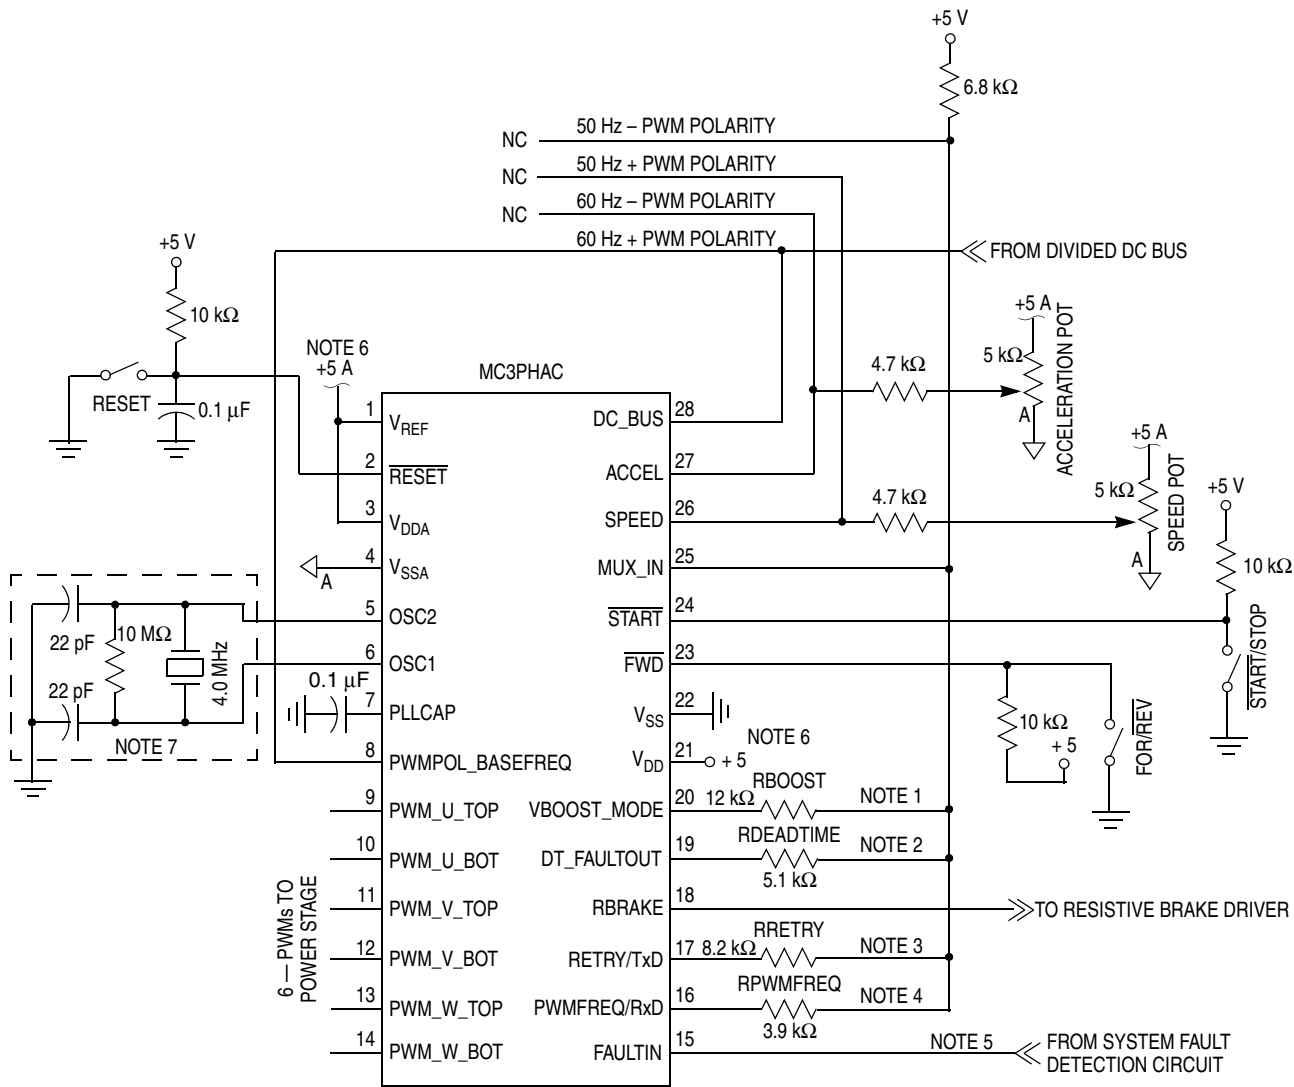 +5 V
6.8 kΩ
NC 50 Hz – PWM POLARITY
NC 50 Hz + PWM POLARITY
NC 60 Hz – PWM POLARITY
60 Hz + PWM POLARITY
FROM DIVIDED DC BUS
+5 V
10 kΩ
RESET
0.1 µF
NOTE 6
+5 A
MC3PHAC
4.7 kΩ
+5 A
5 kΩ
A
ACCELERATION POT
4.7 kΩ
+5 A
5 kΩ
A
SPEED POT
+5 V
10 kΩ
START/STOP
1 VREF
2 RESET
3 VDDA
4 VSSA
A
5 OSC2
6 OSC1
7 PLLCAP
8 PWMPOL_BASEFREQ
9 PWM_U_TOP
10 PWM_U_BOT
11 PWM_V_TOP
12 PWM_V_BOT
13 PWM_W_TOP
14 PWM_W_BOT
DC_BUS 28
ACCEL 27
SPEED 26
MUX_IN 25
START 24
FWD 23
VSS 22
VDD 21
VBOOST_MODE 20
DT_FAULTOUT 19
RBRAKE 18
RETRY/TxD 17
PWMFREQ/RxD 16
FAULTIN 15
22 pF
10 MΩ
4.0 MHz
22 pF
NOTE 7
0.1 µF
6 — PWMs TO
POWER STAGE
10 kΩ
+ 5
FOR/REV
NOTE 6
+ 5
RBOOST
12 kΩ
NOTE 1
RDEADTIME
5.1 kΩ
NOTE 2
TO RESISTIVE BRAKE DRIVER
RRETRY
8.2 kΩ
NOTE 3
RPWMFREQ
3.9 kΩ
NOTE 4
NOTE 5
FROM SYSTEM FAULT
DETECTION CIRCUIT